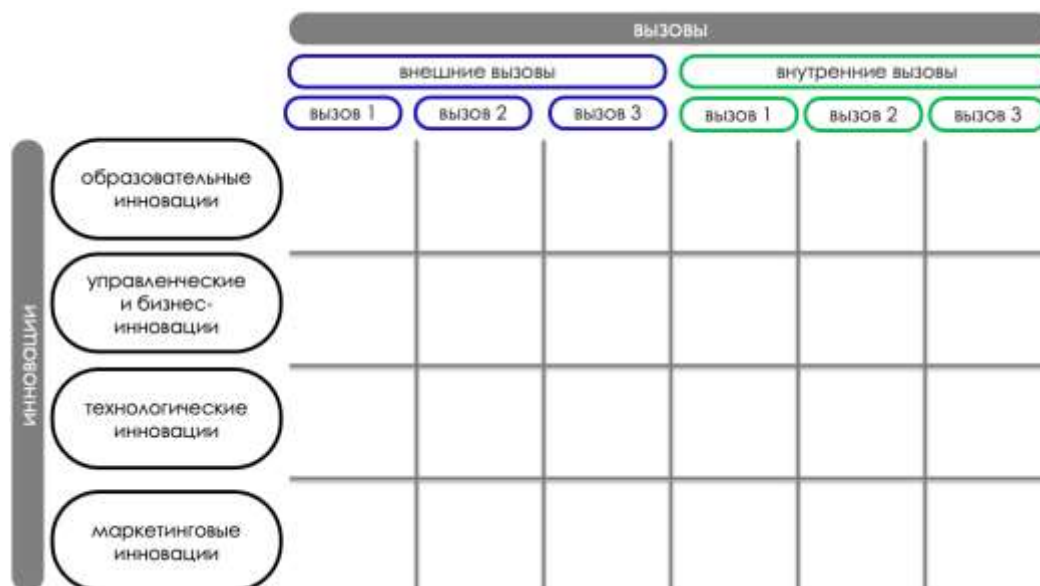 вызовы
внешние вызовы
внутренние вызовы
вызов 1
вызов 2
вызов 3
вызов 1
вызов 2
вызов 3
инновации
образовательные
инновации
управленческие
и бизнес-
инновации
технологические
инновации
маркетинговые
инновации